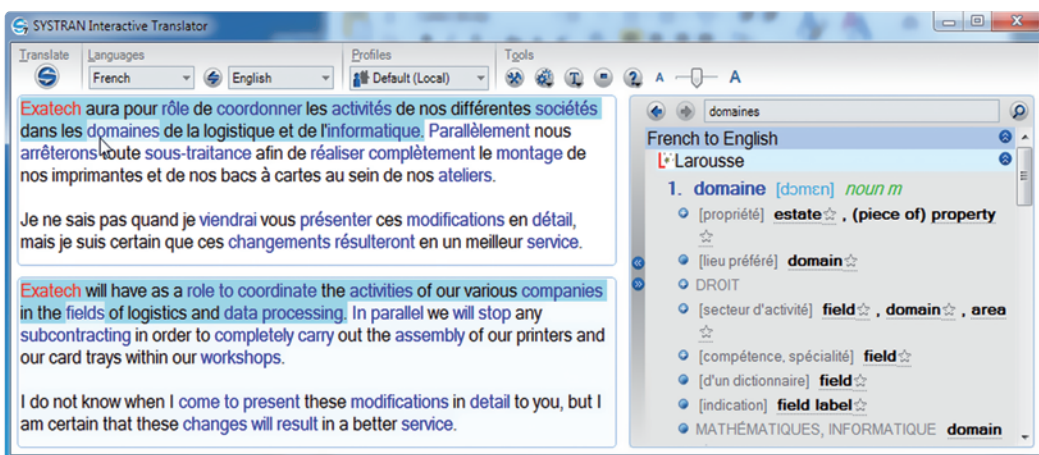 SYSTRAN Interactive Translator
Translate Languages Profiles Tools
French English Default (Local) A A
Exatech aura pour rôle de coordonner les activités de nos différentes sociétés
dans les domaines de la logistique et de l'informatique. Parallèlement nous
arrêterons toute sous-traitance afin de réaliser complètement le montage de
nos imprimantes et de nos bacs à cartes au sein de nos ateliers.
Je ne sais pas quand je viendrai vous présenter ces modifications en détail,
mais je suis certain que ces changements résulteront en un meilleur service.
Exatech will have as a role to coordinate the activities of our various companies
in the fields of logistics and data processing. In parallel we will stop any
subcontracting in order to completely carry out the assembly of our printers and
our card trays within our workshops.
I do not know when I come to present these modifications in detail to you, but I
am certain that these changes will result in a better service.
domaines
French to English
Larousse
1. domaine [dɔmɛn] noun m
[propriété] estate☆ , (piece of) property
☆
[lieu préféré] domain☆
DROIT
[secteur d'activité] field☆ , domain☆ , area
☆
[compétence, spécialité] field☆
[d'un dictionnaire] field☆
[indication] field label☆
MATHÉMATIQUES, INFORMATIQUE domain